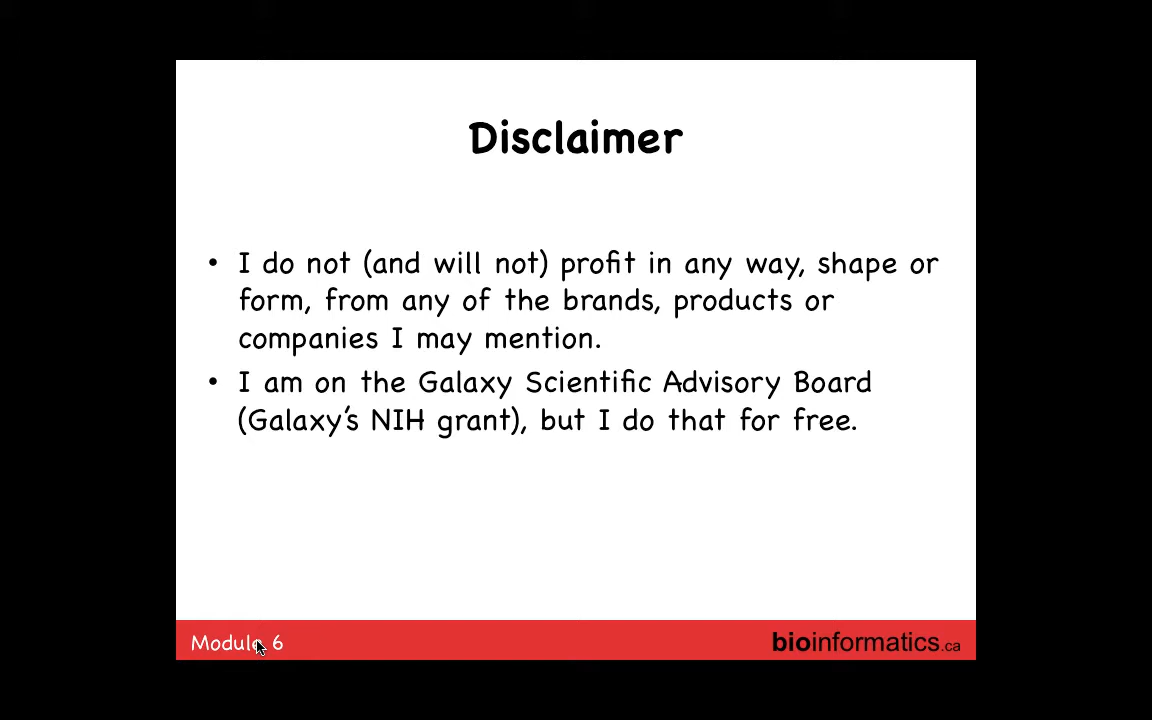 Disclaimer
• I do not (and will not) profit in any way, shape or
form, from any of the brands, products or
companies I may mention.
• I am on the Galaxy Scientific Advisory Board
(Galaxy's NIH grant), but I do that for free.
Module 6
bioinformatics.ca